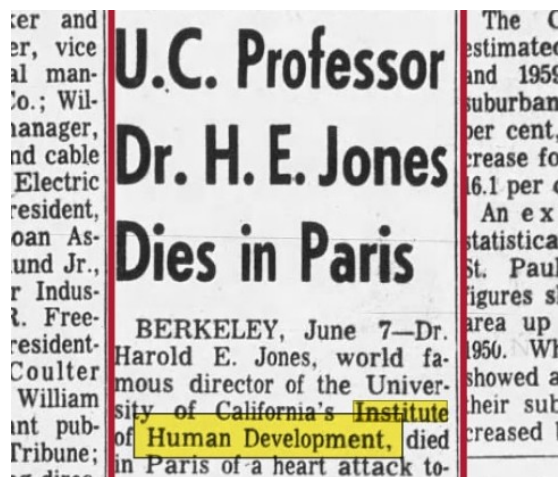 ker and
er, vice
al man-
Co.; Wil-
anager,
nd cable
Electric
resident,
oan As-
und Jr.,
r Indus-
R. Free-
resident-
Coulter
William
ant pub-
Tribune;
U.C. Professor
Dr. H. E. Jones
Dies in Paris
BERKELEY, June 7—Dr.
Harold E. Jones, world fa-
mous director of the Univer-
sity of California's Institute
of Human Development, died
in Paris of a heart attack to-
The
estimated
and 1959
suburban
per cent,
crease fo
16.1 per
An ex
statistica
St. Paul
figures s
area up
1950. Wh
showed a
their sub
creased